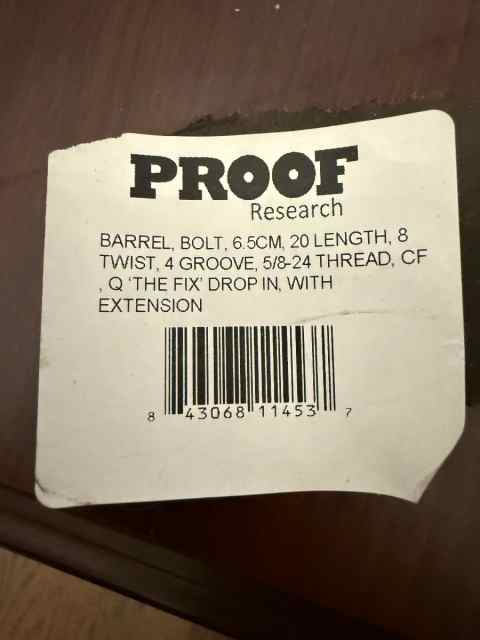 PROOF
Research
BARREL, BOLT, 6.5CM, 20 LENGTH, 8
TWIST, 4 GROOVE, 5/8-24 THREAD, CF
, Q ‘THE FIX’ DROP IN, WITH
EXTENSION
8 43068 11453 7